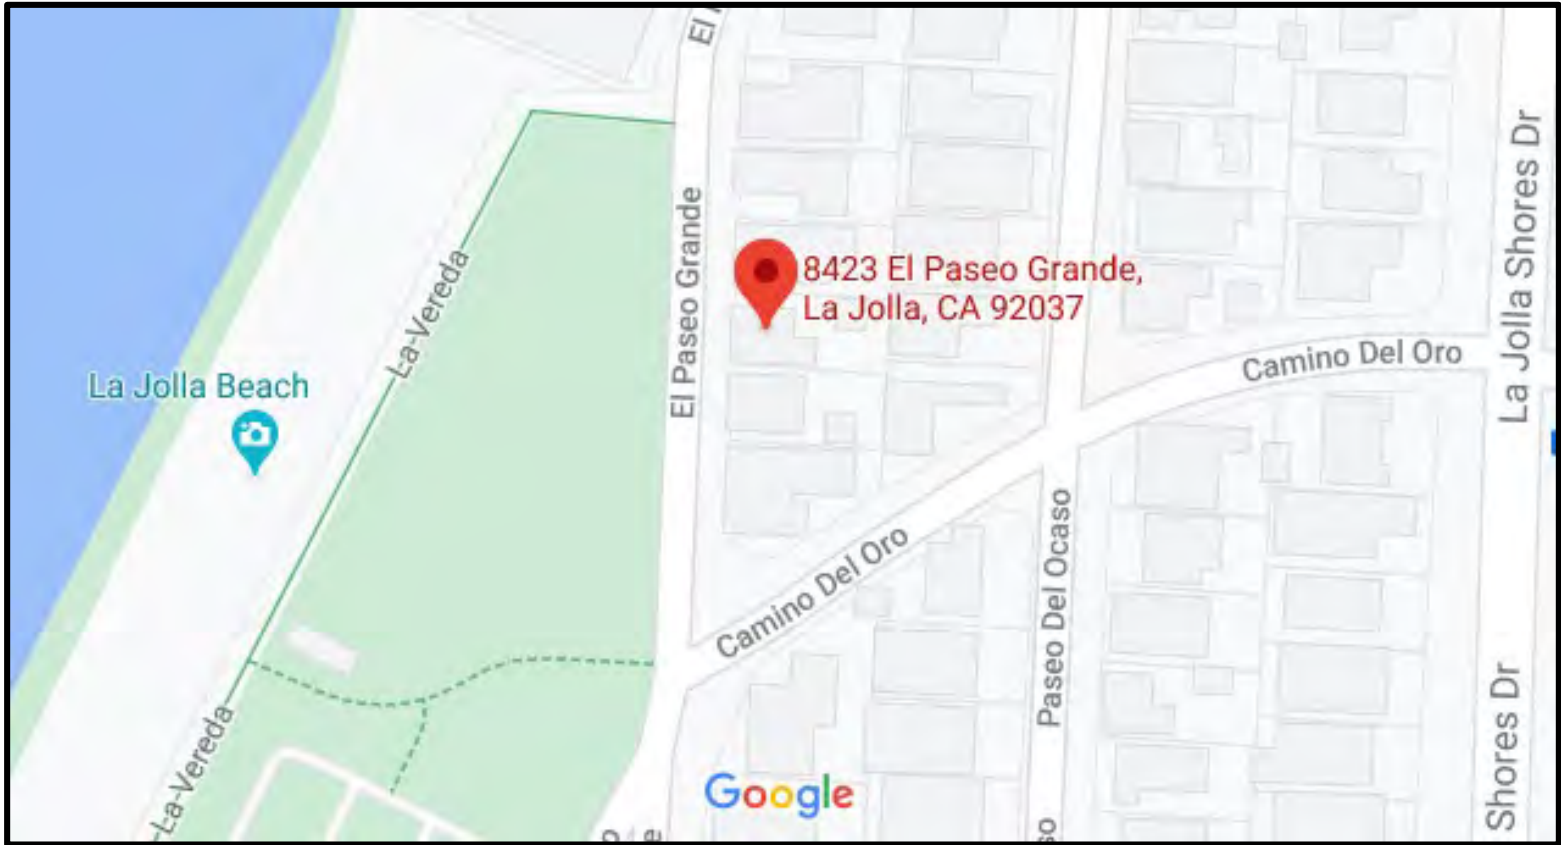 El
El Paseo Grande
La Jolla Shores Dr
La-Vereda
8423 El Paseo Grande,
La Jolla, CA 92037
Camino Del Oro
La Jolla Beach
Camino Del Oro
Paseo Del Ocaso
La-Vereda
Shores Dr
Google